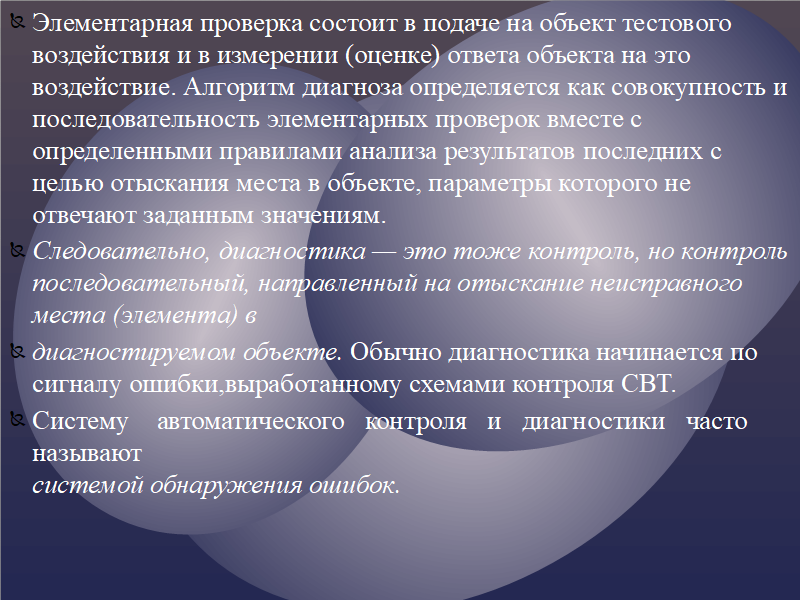 Элементарная проверка состоит в подаче на объект тестового
воздействия и в измерении (оценке) ответа объекта на это
воздействие. Алгоритм диагноза определяется как совокупность и
последовательность элементарных проверок вместе с
определенными правилами анализа результатов последних с
целью отыскания места в объекте, параметры которого не
отвечают заданным значениям.
Следовательно, диагностика — это тоже контроль, но контроль
последовательный, направленный на отыскание неисправного
места (элемента) в
диагностируемом объекте. Обычно диагностика начинается по
сигналу ошибки,выработанному схемами контроля СВТ.
Систему автоматического контроля и диагностики часто
называют
системой обнаружения ошибок.